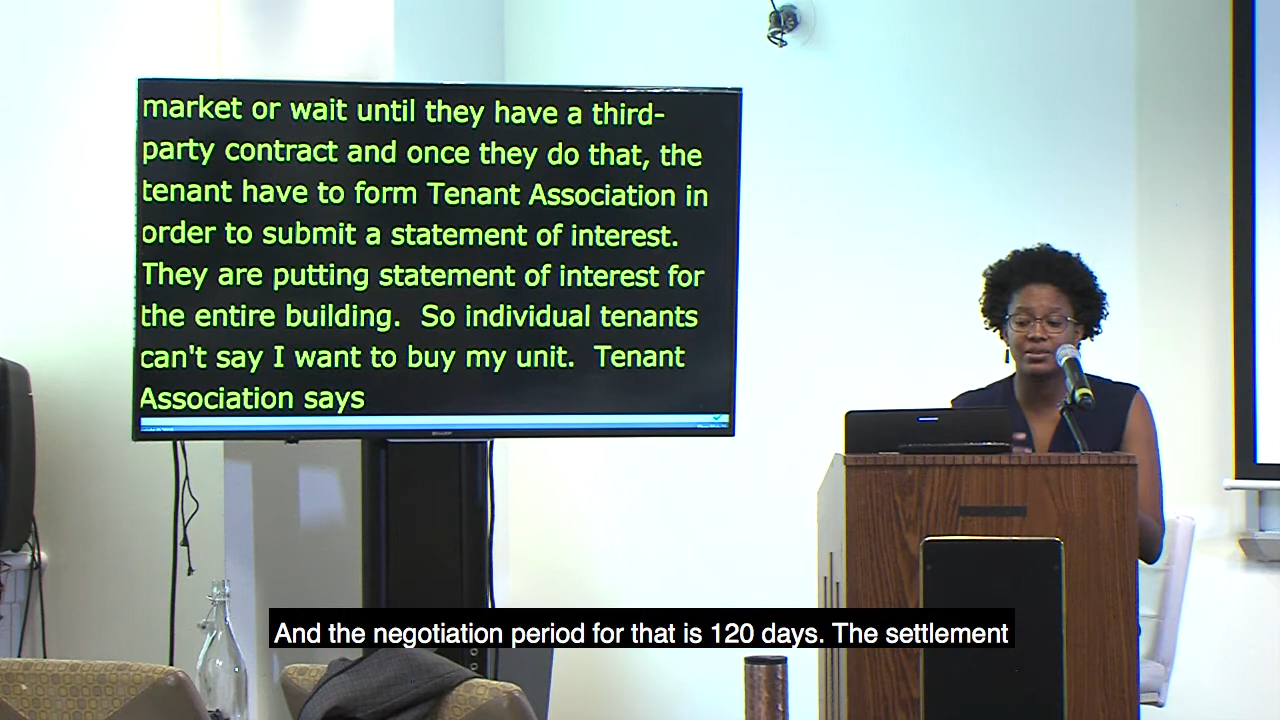 market or wait until they have a third-
party contract and once they do that, the
tenant have to form Tenant Association in
order to submit a statement of interest.
They are putting statement of interest for
the entire building.  So individual tenants
can't say I want to buy my unit.  Tenant
Association says
And the negotiation period for that is 120 days. The settlement